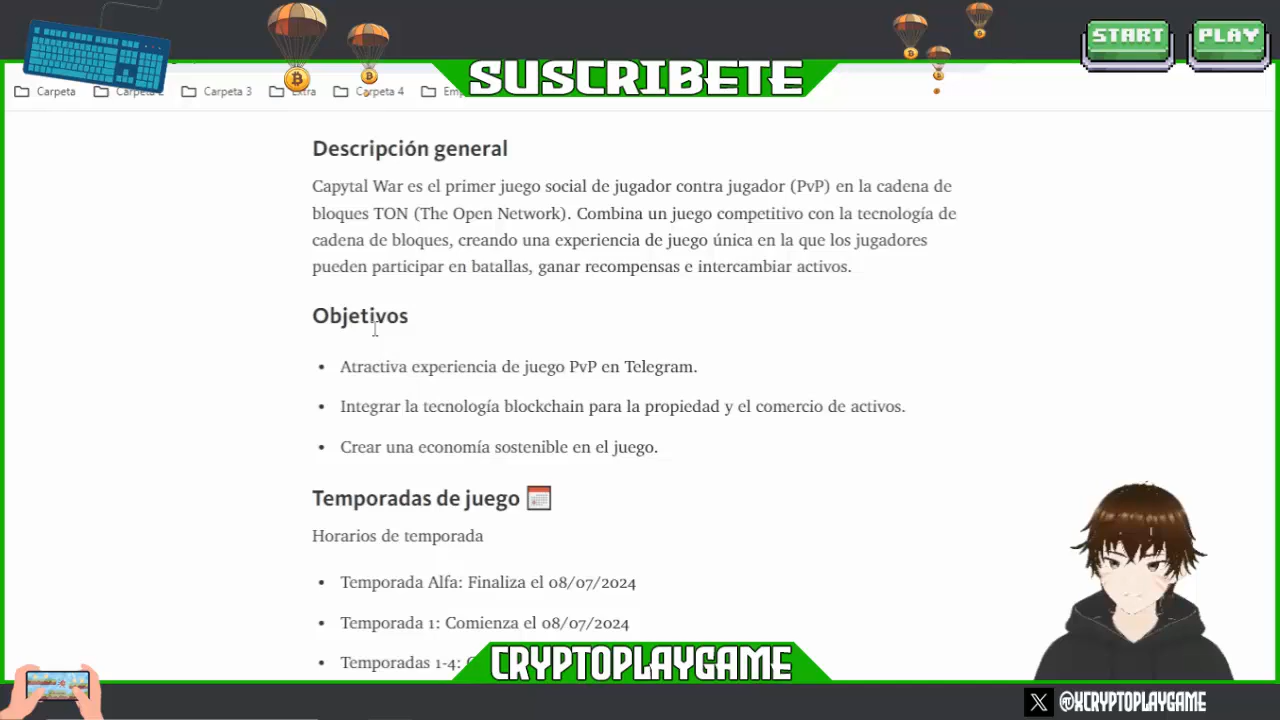 START PLAY
SUSCRIBETE
Carpeta Carpeta 2 Carpeta 3 Extra Carpeta 4
Descripción general
Capytal War es el primer juego social de jugador contra jugador (PvP) en la cadena de
bloques TON (The Open Network). Combina un juego competitivo con la tecnología de
cadena de bloques, creando una experiencia de juego única en la que los jugadores
pueden participar en batallas, ganar recompensas e intercambiar activos.
Objetivos
• Atractiva experiencia de juego PvP en Telegram.
• Integrar la tecnología blockchain para la propiedad y el comercio de activos.
• Crear una economía sostenible en el juego.
Temporadas de juego
Horarios de temporada
• Temporada Alfa: Finaliza el 08/07/2024
• Temporada 1: Comienza el 08/07/2024
• Temporadas 1-4:
CRYPTOPLAYGAME
X @XCRYPTOPLAYGAME